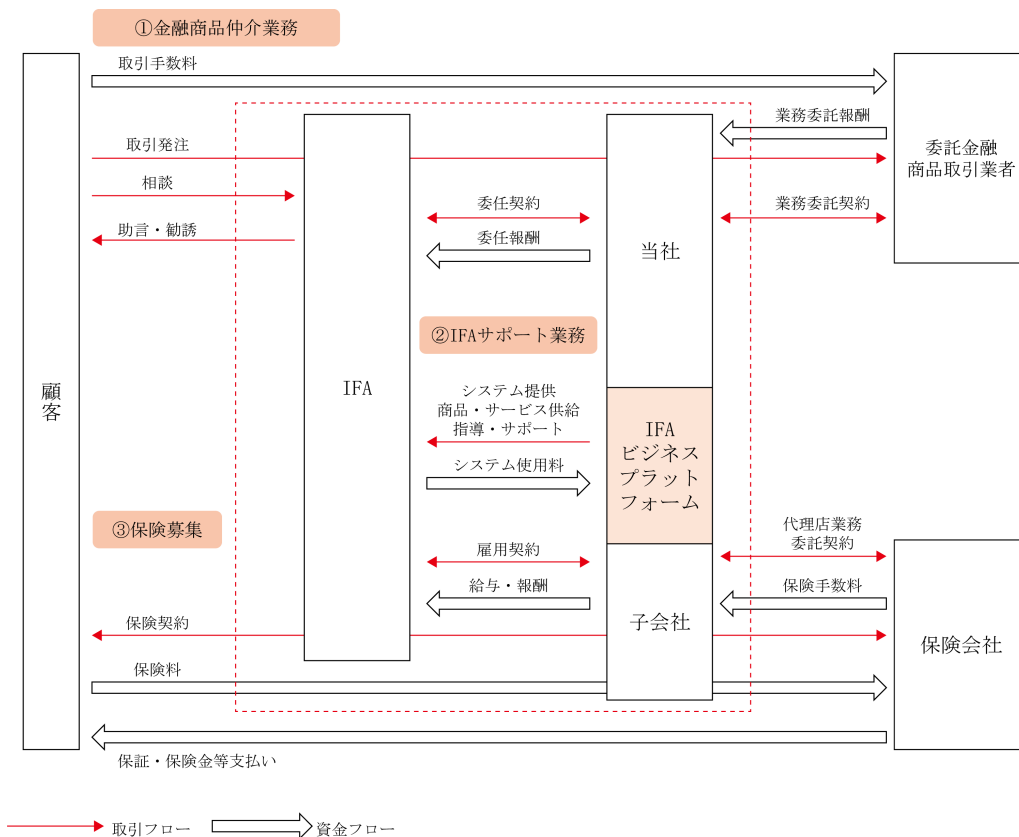 ①金融商品仲介業務
取引手数料
業務委託報酬
取引発注
委託金融
商品取引業者
相談
委任契約
業務委託契約
助言・勧誘
委任報酬
当社
②IFAサポート業務
顧客
IFA
システム提供
商品・サービス供給
指導・サポート
IFA
ビジネス
プラット
フォーム
システム使用料
③保険募集
代理店業務
委託契約
雇用契約
給与・報酬
保険手数料
保険契約
子会社
保険会社
保険料
保証・保険金等支払い
取引フロー
資金フロー